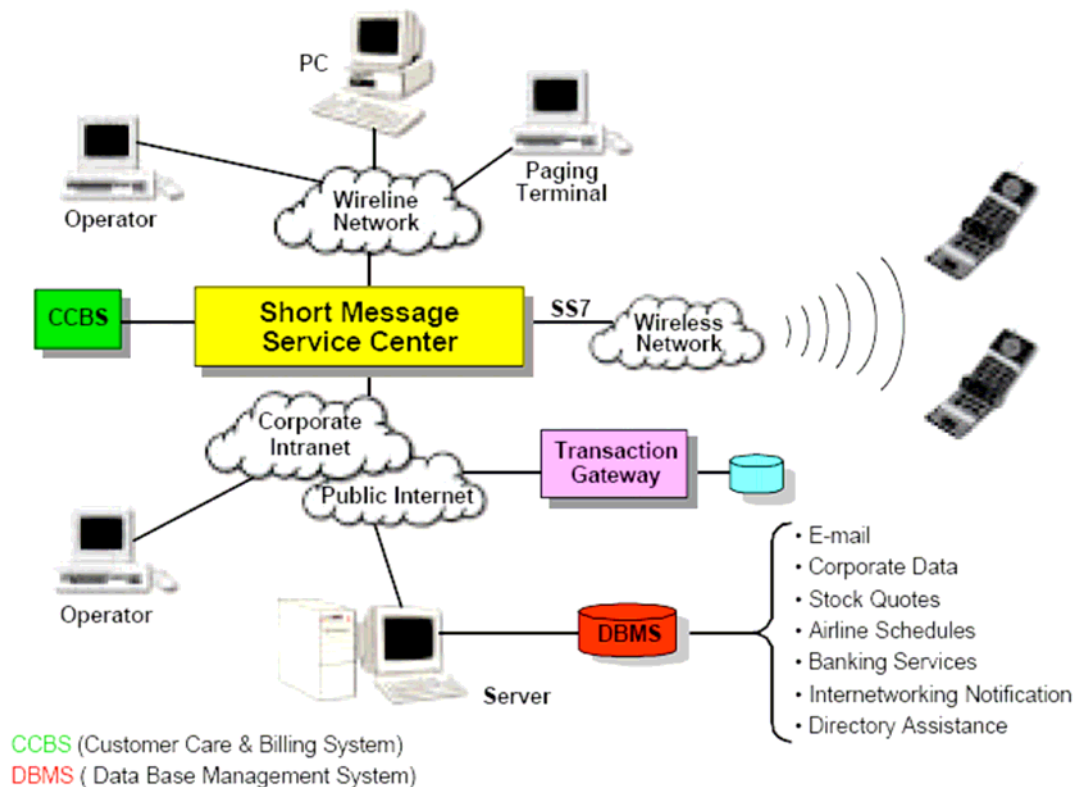 PC
Operator
Paging
Terminal
Wireline
Network
CCBS
Short Message
Service Center
SS7
Wireless
Network
Corporate
Intranet
Public Internet
Transaction
Gateway
Operator
Server
DBMS
• E-mail
• Corporate Data
• Stock Quotes
• Airline Schedules
• Banking Services
• Internetworking Notification
• Directory Assistance
CCBS (Customer Care & Billing System)
DBMS ( Data Base Management System)